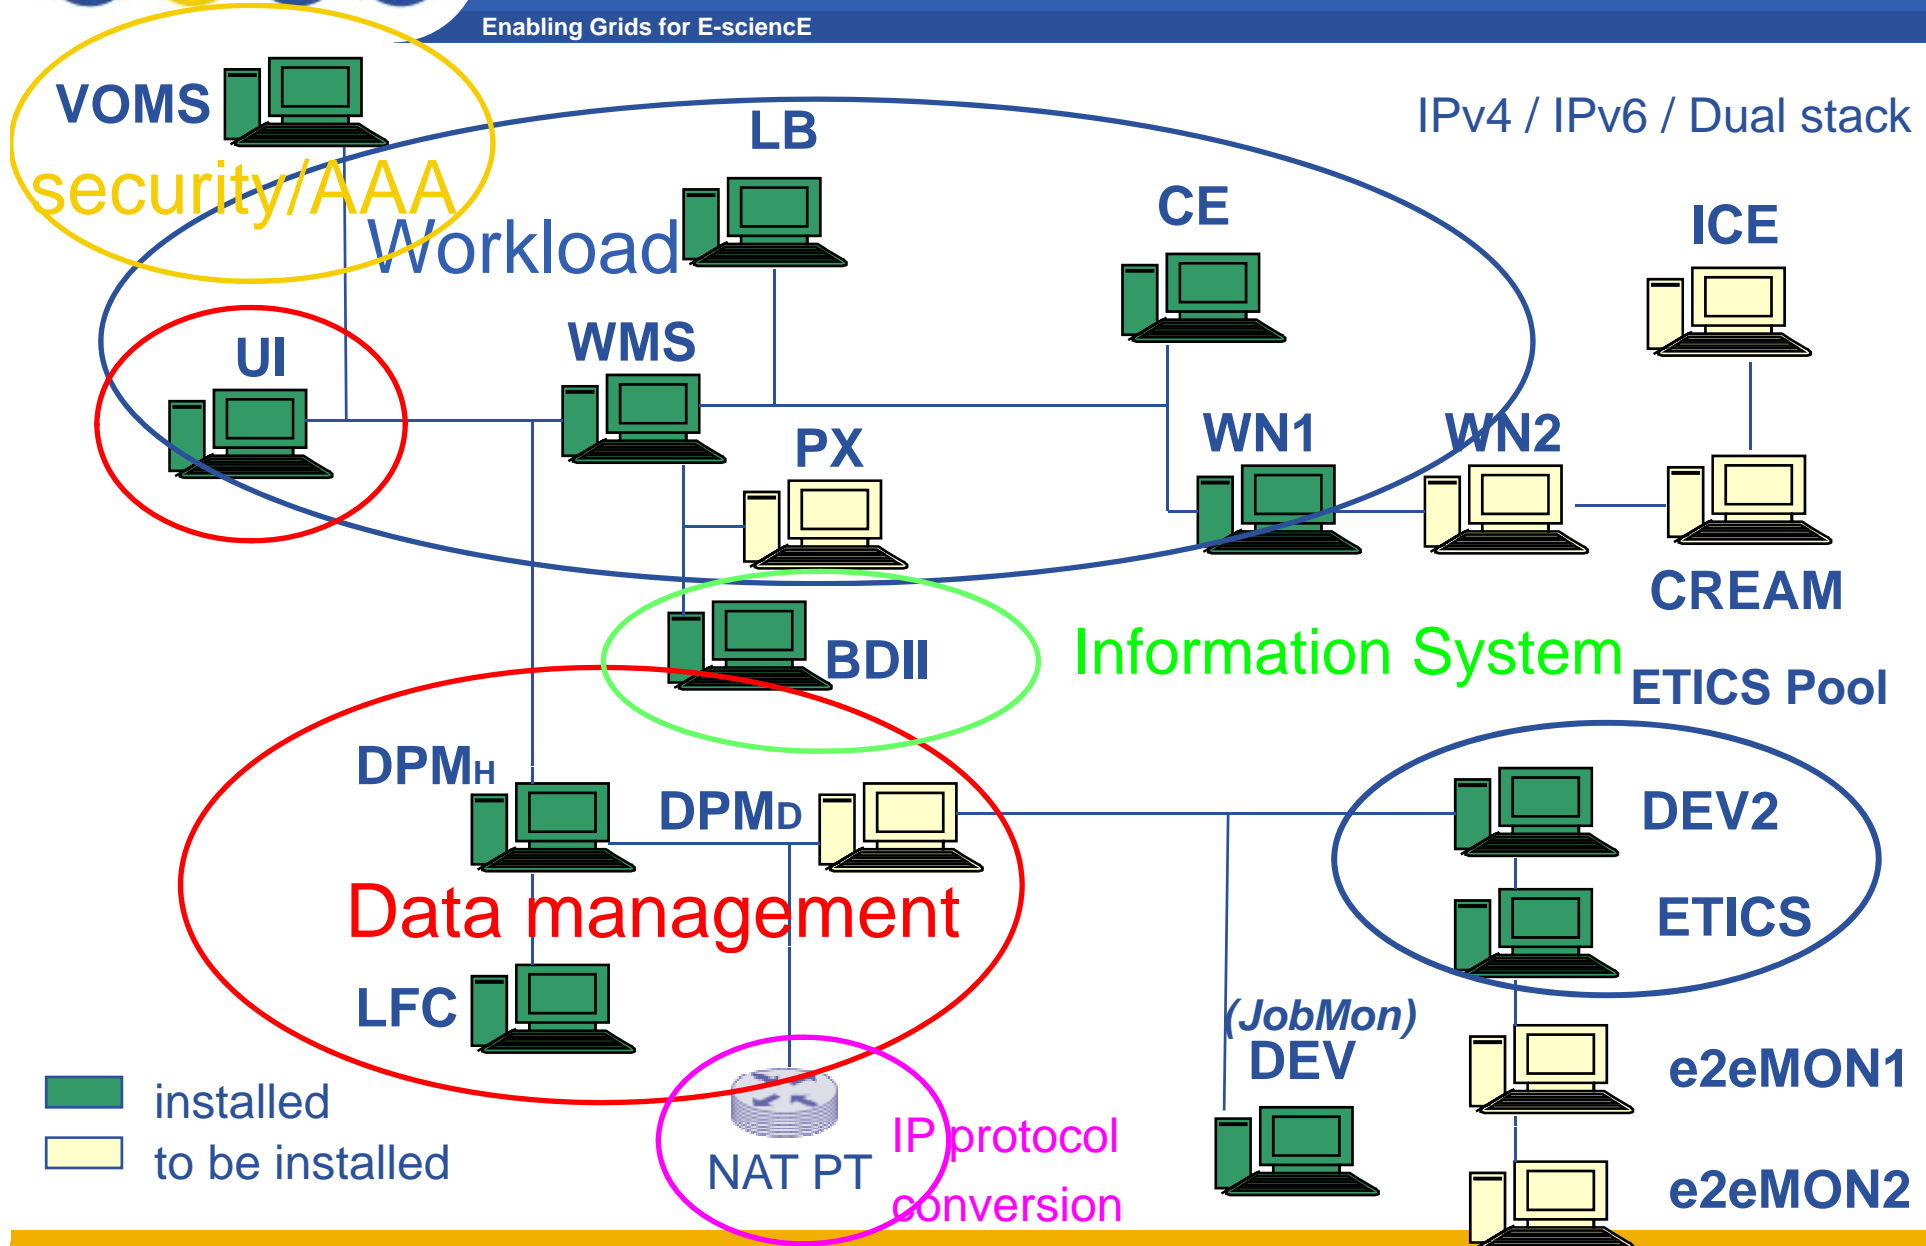 Enabling Grids for E-sciencE
VOMS
IPv4 / IPv6 / Dual stack
LB
security/AAA
CE
Workload
ICE
UI
WMS
PX
WN1
WN2
CREAM
BDII
Information System
ETICS Pool
DPMH
DPMD
DEV2
Data management
ETICS
LFC
(JobMon)
DEV
e2eMON1
installed
to be installed
NAT PT
IP protocol
conversion
e2eMON2